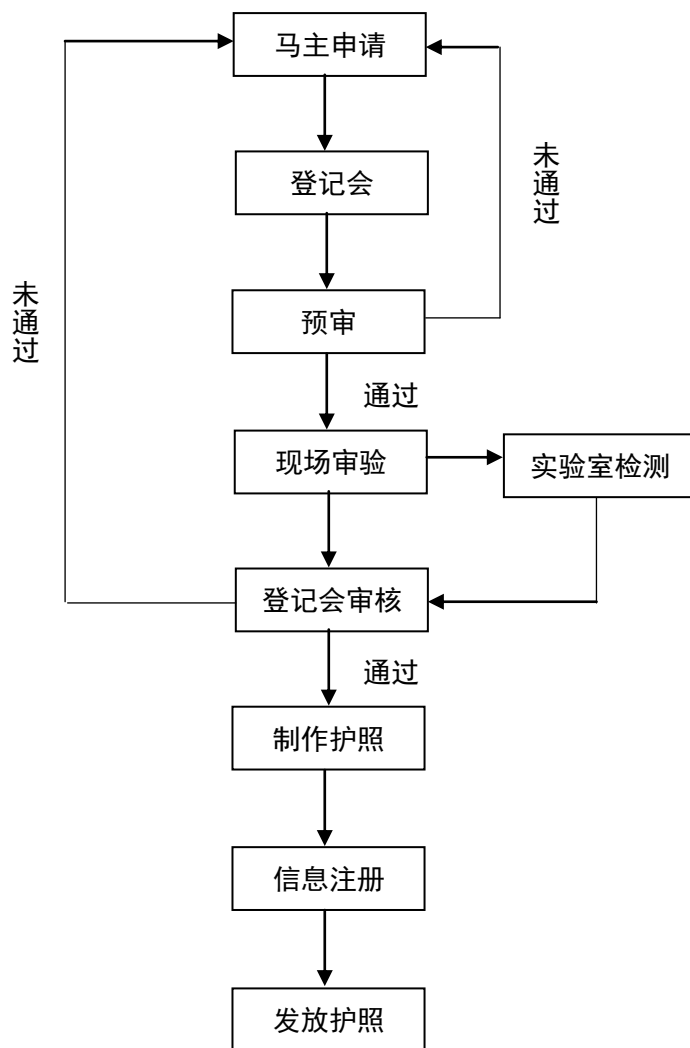 马主申请
登记会
未通过
预审
未通过
通过
现场审验
实验室检测
登记会审核
通过
制作护照
信息注册
发放护照